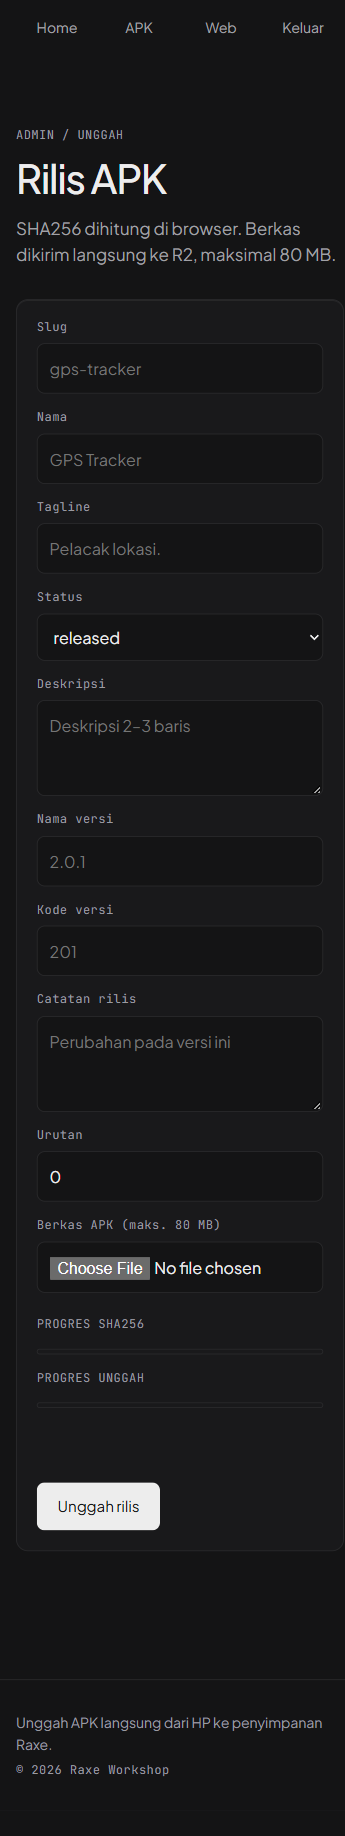 Home APK Web Keluar
ADMIN / UNGGAH
Rilis APK
SHA256 dihitung di browser. Berkas
dikirim langsung ke R2, maksimal 80 MB.
Slug
gps-tracker
Nama
GPS Tracker
Tagline
Pelacak lokasi.
Status
released
Deskripsi
Deskripsi 2–3 baris
Nama versi
2.0.1
Kode versi
201
Catatan rilis
Perubahan pada versi ini
Urutan
0
Berkas APK (maks. 80 MB)
Choose File No file chosen
PROGRES SHA256
PROGRES UNGGAH
Unggah rilis
Unggah APK langsung dari HP ke penyimpanan
Raxe.
© 2026 Raxe Workshop